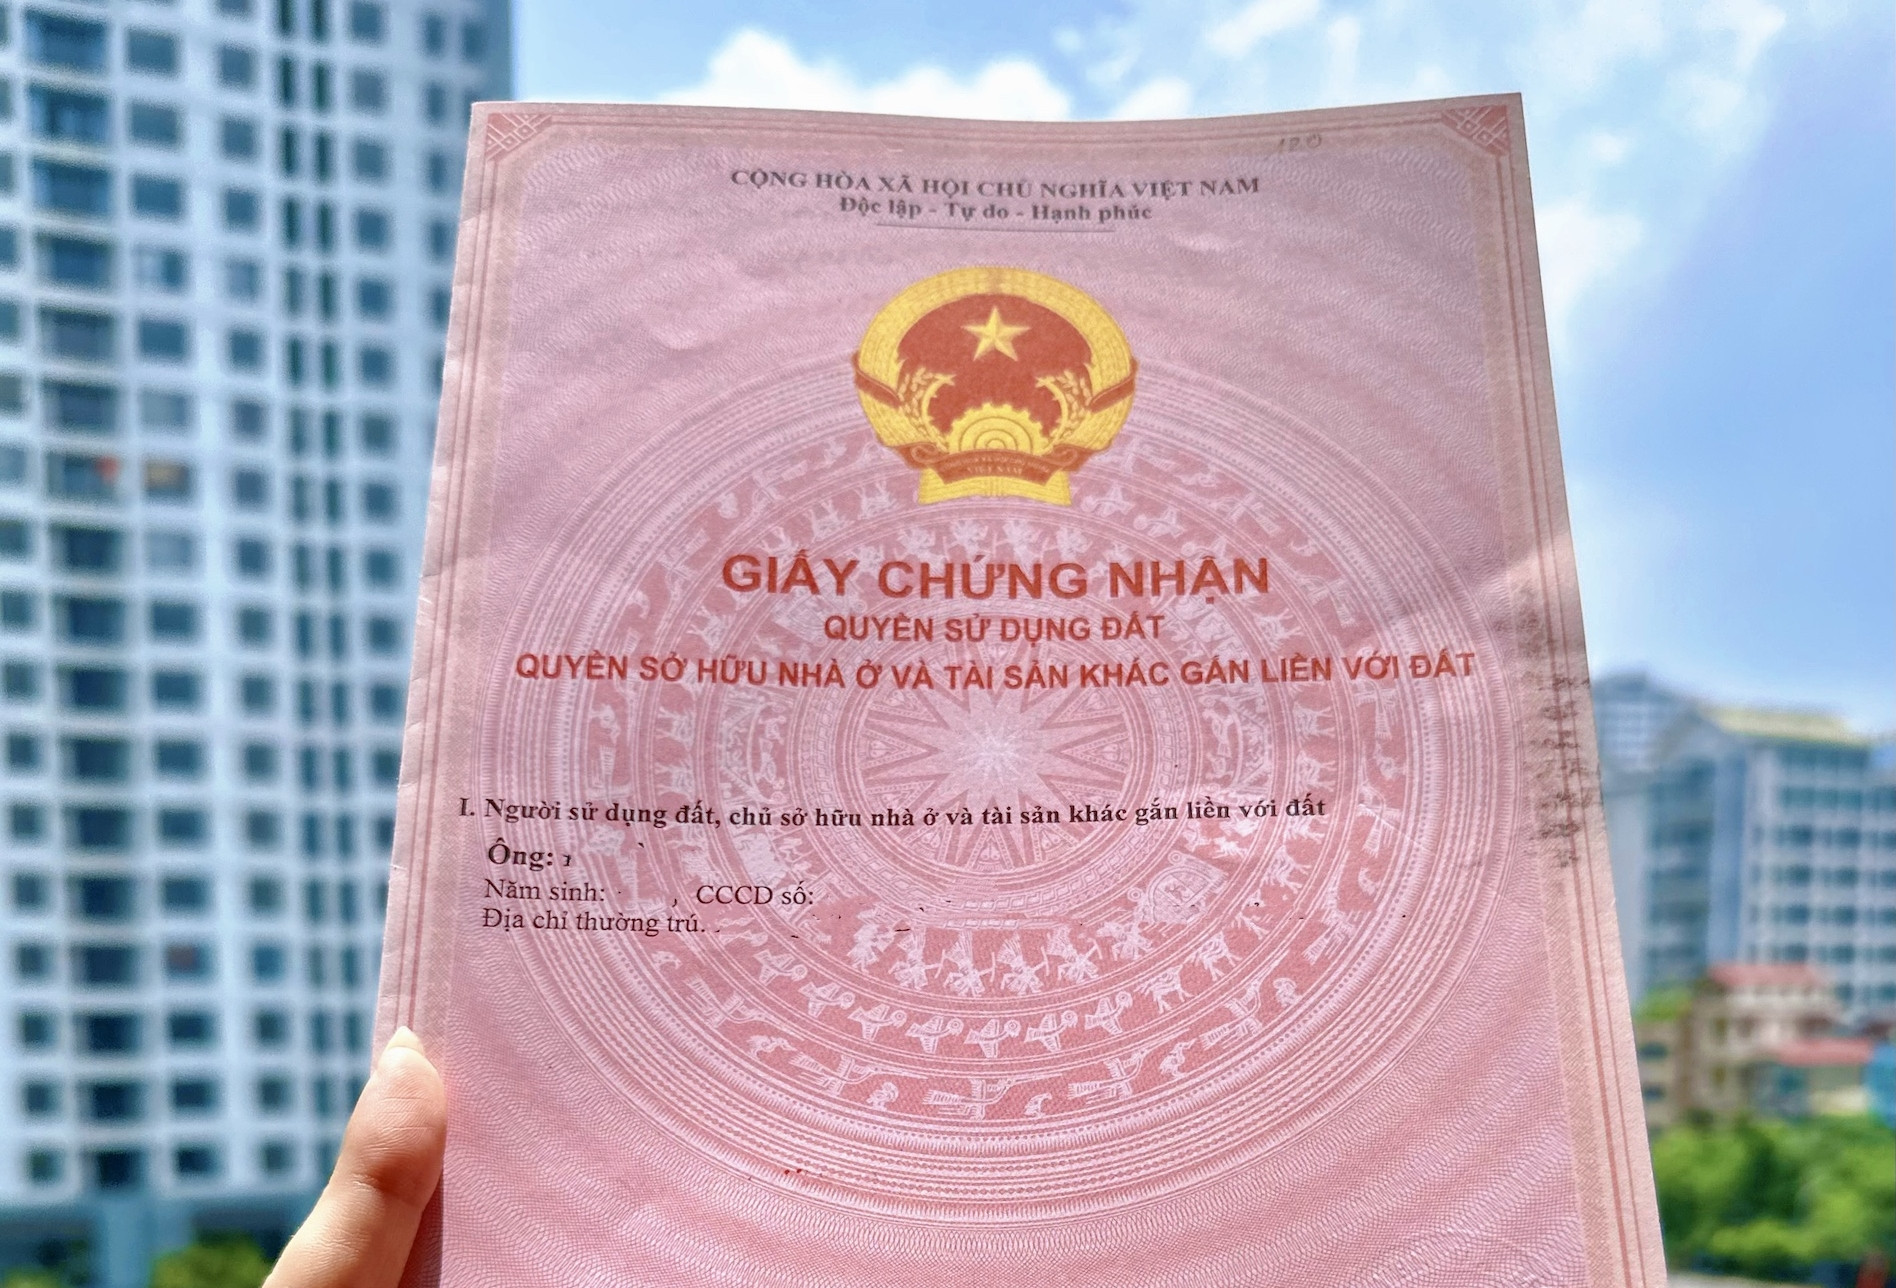 CỘNG HÒA XÃ HỘI CHỦ NGHĨA VIỆT NAM
Độc lập - Tự do - Hạnh phúc
VIỆT NAM
GIẤY CHỨNG NHẬN
QUYỀN SỬ DỤNG ĐẤT
QUYỀN SỞ HỮU NHÀ Ở VÀ TÀI SẢN KHÁC GẮN LIỀN VỚI ĐẤT
I. Người sử dụng đất, chủ sở hữu nhà ở và tài sản khác gắn liền với đất
Ông:
Năm sinh: , CCCD số:
Địa chỉ thường trú.